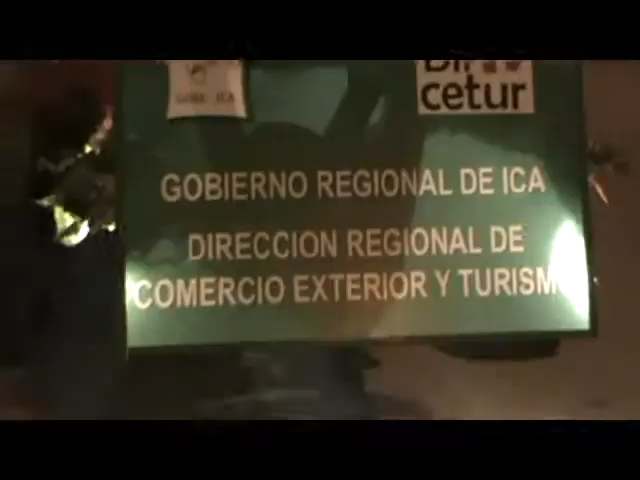 cetur
GOBIERNO REGIONAL DE ICA
DIRECCION REGIONAL DE
COMERCIO EXTERIOR Y TURISM